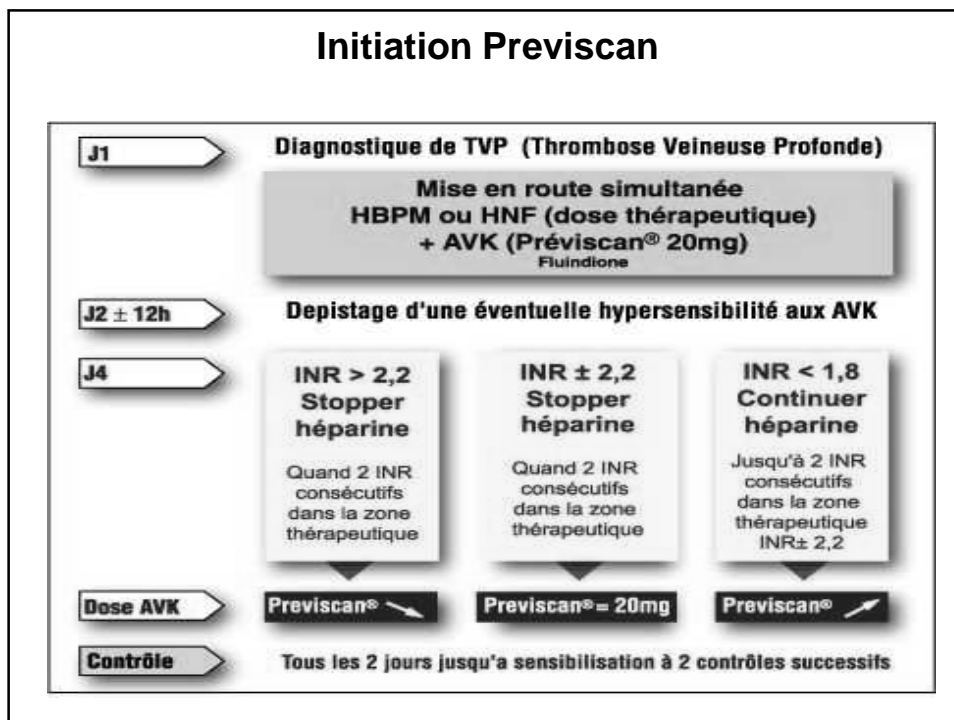 Initiation Previscan
J1
Diagnostique de TVP (Thrombose Veineuse Profonde)
Mise en route simultanée
HBPM ou HNF (dose thérapeutique)
+ AVK (Préviscan® 20mg)
Fluindione
J2 ± 12h
Depistage d'une éventuelle hypersensibilité aux AVK
J4
INR > 2,2
Stopper
héparine
Quand 2 INR
consécutifs
dans la zone
thérapeutique
INR ± 2,2
Stopper
héparine
Quand 2 INR
consécutifs
dans la zone
thérapeutique
INR < 1,8
Continuer
héparine
Jusqu'à 2 INR
consécutifs
dans la zone
thérapeutique
INR± 2,2
Dose AVK
Previscan®
Previscan®= 20mg
Previscan®
Contrôle
Tous les 2 jours jusqu'a sensibilisation à 2 contrôles successifs